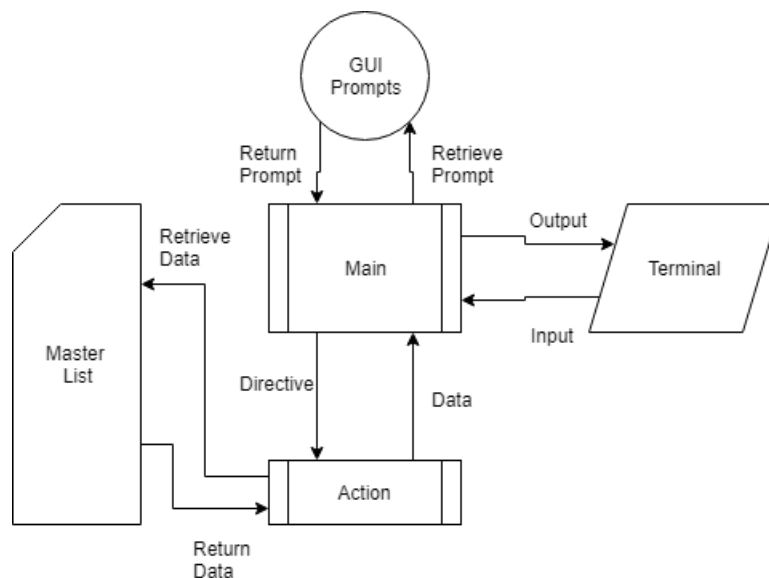 GUI
Prompts
Return
Prompt
Retrieve
Prompt
Retrieve
Data
Output
Main
Terminal
Input
Master
List
Directive
Data
Action
Return
Data